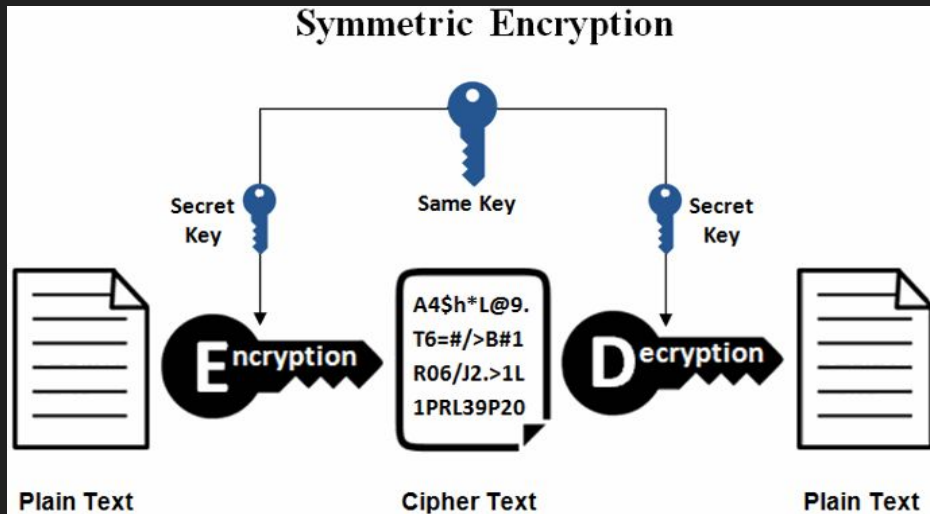 Symmetric Encryption
Same Key
Secret
Key
Secret
Key
Encryption
A4$h*L@9.
T6=#/>B#1
R06/J2.>1L
1PRL39P20
Decryption
Plain Text
Cipher Text
Plain Text